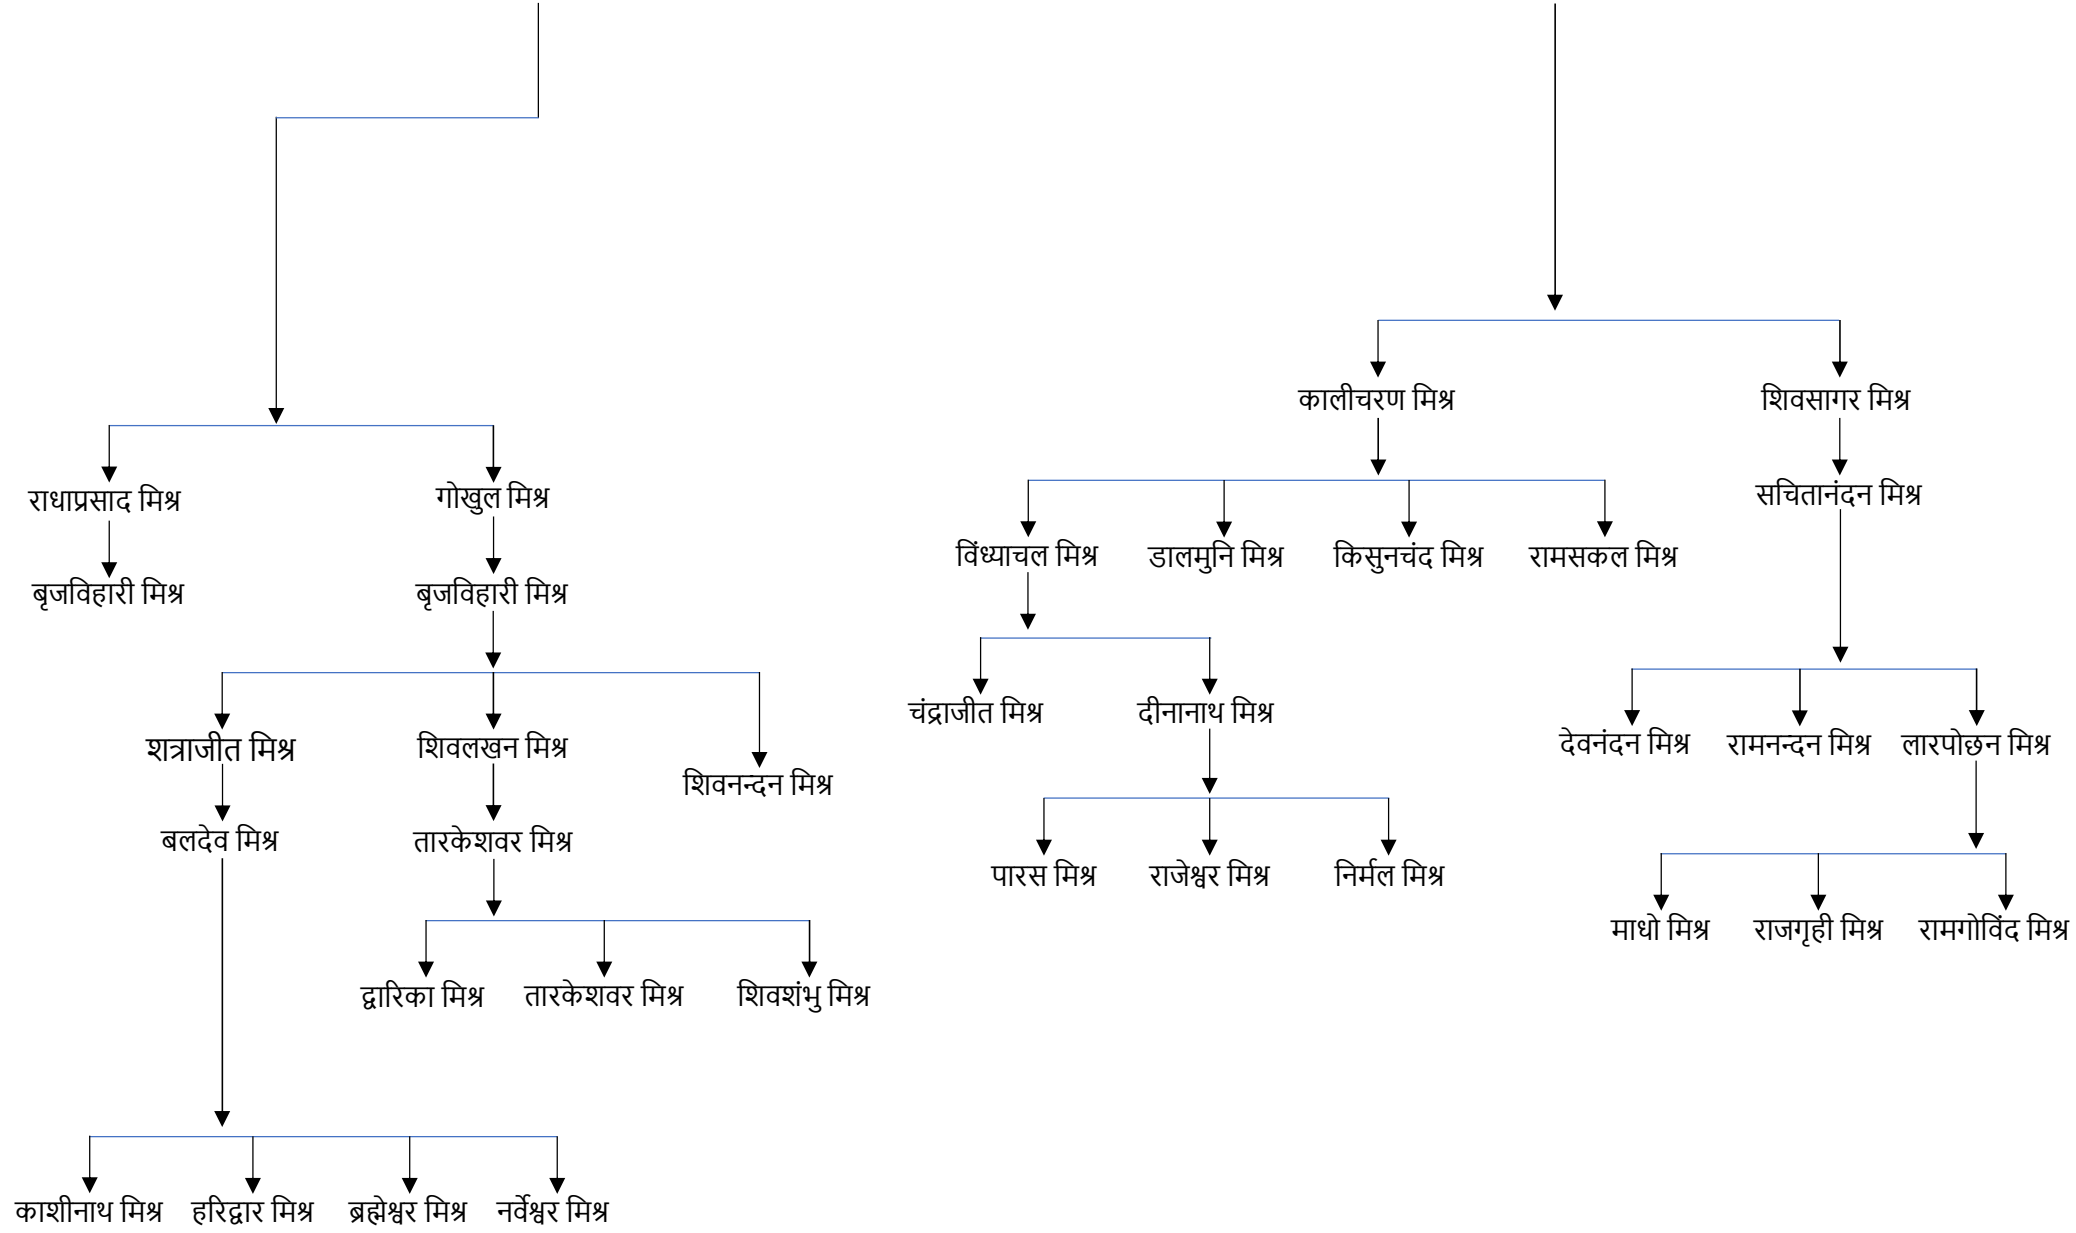 कालीचरण मिश्र
शिवसागर मिश्र
राधाप्रसाद मिश्र
गोखुल मिश्र
सचितानंदन मिश्र
विंध्याचल मिश्र
डालमुनि मिश्र
किसुनचंद मिश्र
रामसकल मिश्र
बृजविहारी मिश्र
बृजविहारी मिश्र
चंद्राजीत मिश्र
दीनानाथ मिश्र
शत्राजीत मिश्र
शिवलखन मिश्र
शिवनन्दन मिश्र
देवनंदन मिश्र
रामनन्दन मिश्र
लारपोछन मिश्र
बलदेव मिश्र
तारकेशवर मिश्र
पारस मिश्र
राजेश्वर मिश्र
निर्मल मिश्र
माधो मिश्र
राजगृही मिश्र
रामगोविंद मिश्र
द्वारिका मिश्र
तारकेशवर मिश्र
शिवशंभु मिश्र
काशीनाथ मिश्र
हरिद्वार मिश्र
ब्रह्मेश्वर मिश्र
नर्वेश्वर मिश्र